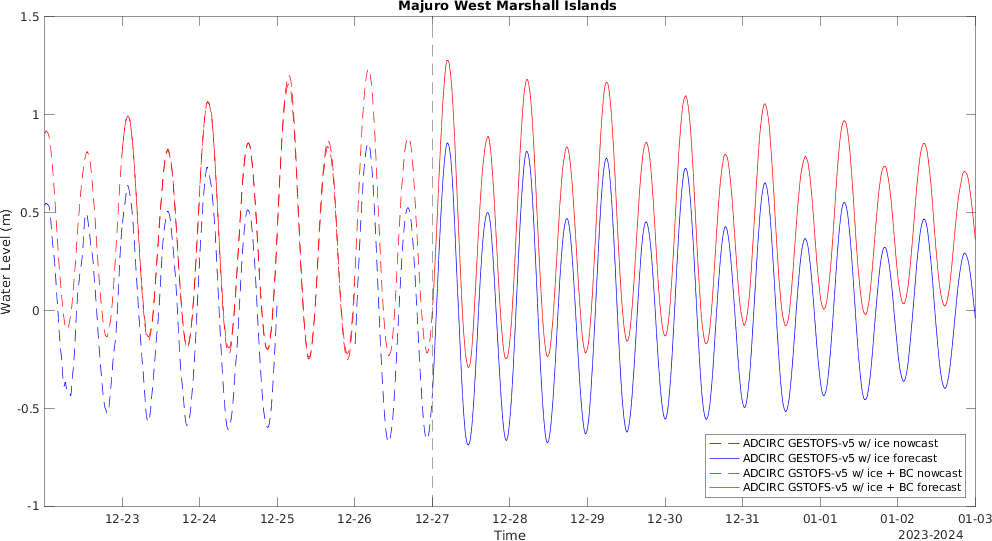 Majuro West Marshall Islands
1.5
1
0.5
0
-0.5
-1
Water Level (m)
12-23 12-24 12-25 12-26 12-27 12-28 12-29 12-30 12-31 01-01 01-02 01-03
Time
2023-2024
ADCIRC GESTOFS-v5 w/ ice nowcast
ADCIRC GESTOFS-v5 w/ ice forecast
ADCIRC GSTOFS-v5 w/ ice + BC nowcast
ADCIRC GSTOFS-v5 w/ ice + BC forecast